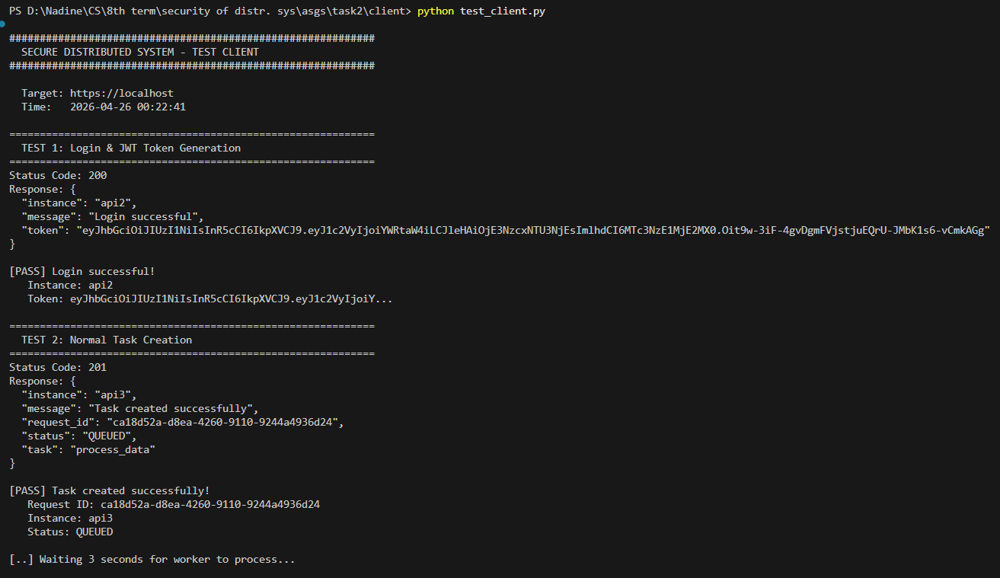 PS D:\Nadine\CS\8th term\security of distr. sys\asgs\task2\client> python test_client.py
############################################################
SECURE DISTRIBUTED SYSTEM - TEST CLIENT
############################################################
Target: https://localhost
Time:   2026-04-26 00:22:41
============================================================
TEST 1: Login & JWT Token Generation
============================================================
Status Code: 200
Response: {
"instance": "api2",
"message": "Login successful",
"token": "eyJhbGciOiJIUzI1NiIsInR5cCI6IkpXVCJ9.eyJ1c2VyIjoiYWRtaW4iLCJleHAiOjE3NzcxNTU3NjEsImlhdCI6MTc3NzE1MjE2MX0.Oit9w-3iF-4gvDgmFVjstjuEQrU-JMbK1s6-vCmkAGg"
}
[PASS] Login successful!
Instance: api2
Token: eyJhbGciOiJIUzI1NiIsInR5cCI6IkpXVCJ9.eyJ1c2VyIjoiY...
============================================================
TEST 2: Normal Task Creation
============================================================
Status Code: 201
Response: {
"instance": "api3",
"message": "Task created successfully",
"request_id": "ca18d52a-d8ea-4260-9110-9244a4936d24",
"status": "QUEUED",
"task": "process_data"
}
[PASS] Task created successfully!
Request ID: ca18d52a-d8ea-4260-9110-9244a4936d24
Instance: api3
Status: QUEUED
[..] Waiting 3 seconds for worker to process...